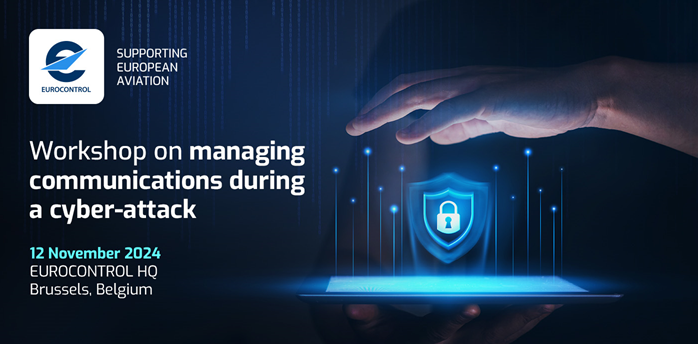 EUROCONTROL
SUPPORTING
EUROPEAN
AVIATION
Workshop on managing
communications during
a cyber-attack
12 November 2024
EUROCONTROL HQ
Brussels, Belgium